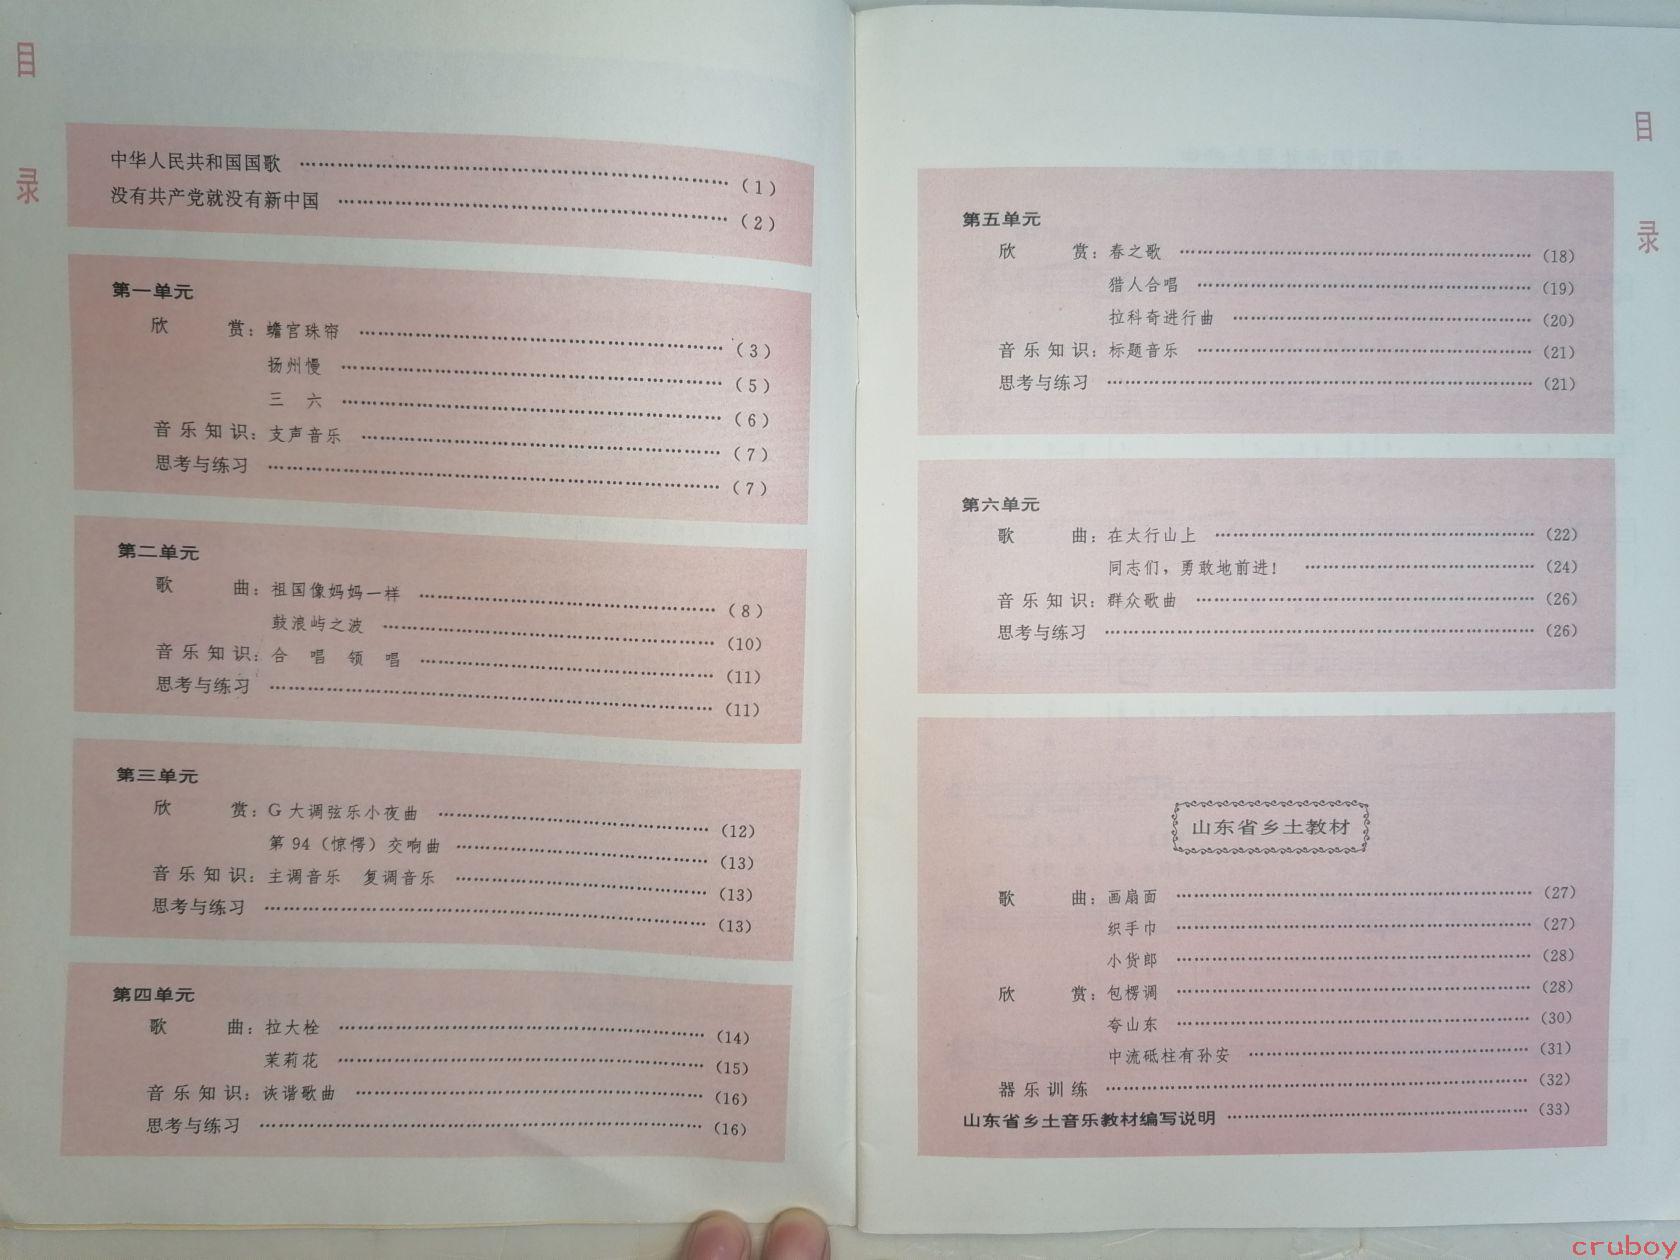 目
录
中华人民共和国国歌 ………………………………………… (1)
没有共产党就没有新中国 ………………………………………… (2)
第一单元
欣 赏：蟾宫珠帘 ………………………………………… (3)
扬州慢 ………………………………………… (5)
三 六 ………………………………………… (6)
音乐知识：支声音乐 ………………………………………… (7)
思考与练习 ………………………………………… (7)
第二单元
歌 曲：祖国像妈妈一样 ………………………………………… (8)
鼓浪屿之波 ………………………………………… (10)
音乐知识：合 唱 领 唱 ………………………………………… (11)
思考与练习 ………………………………………… (11)
第三单元
欣 赏：G 大调弦乐小夜曲 ………………………………………… (12)
第 94（惊愕）交响曲 ………………………………………… (13)
音乐知识：主调音乐 复调音乐 ………………………………………… (13)
思考与练习 ………………………………………… (13)
第四单元
歌 曲：拉大栓 ………………………………………… (14)
茉莉花 ………………………………………… (15)
音乐知识：诙谐歌曲 ………………………………………… (16)
思考与练习 ………………………………………… (16)
目
录
第五单元
欣 赏：春之歌 ………………………………………… (18)
猎人合唱 ………………………………………… (19)
拉科奇进行曲 ………………………………………… (20)
音乐知识：标题音乐 ………………………………………… (21)
思考与练习 ………………………………………… (21)
第六单元
歌 曲：在太行山上 ………………………………………… (22)
同志们，勇敢地前进！ ………………………………………… (24)
音乐知识：群众歌曲 ………………………………………… (26)
思考与练习 ………………………………………… (26)
山东省乡土教材
歌 曲：画扇面 ………………………………………… (27)
织手巾 ………………………………………… (27)
小货郎 ………………………………………… (28)
欣 赏：包楞调 ………………………………………… (28)
夸山东 ………………………………………… (30)
中流砥柱有孙安 ………………………………………… (31)
器乐训练 ………………………………………… (32)
山东省乡土音乐教材编写说明 ………………………………………… (33)
cruboy